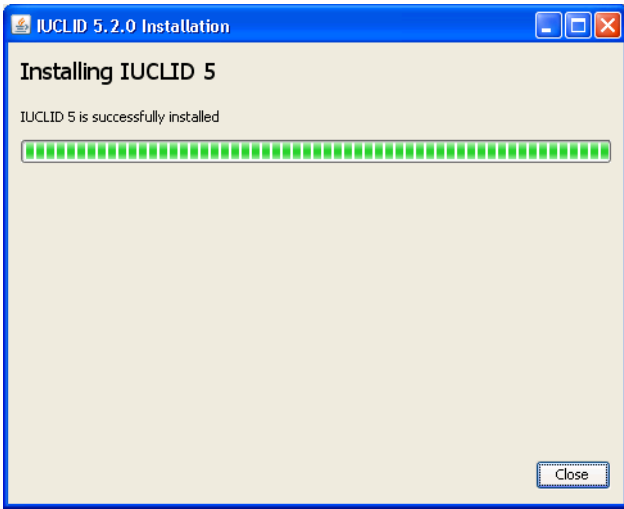 IUCLID 5.2.0 Installation
Installing IUCLID 5
IUCLID 5 is successfully installed
Close